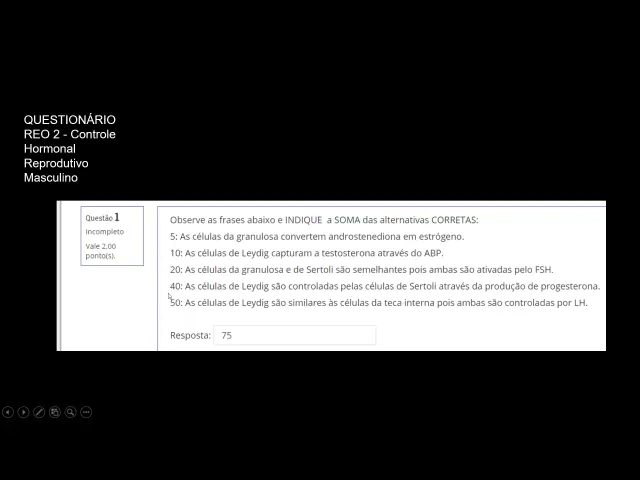 QUESTIONÁRIO
REO 2 - Controle
Hormonal
Reprodutivo
Masculino
Questão 1
Incompleto
Vale 2,00
ponto(s).
Observe as frases abaixo e INDIQUE a SOMA das alternativas CORRETAS:
5: As células da granulosa convertem androstenediona em estrógeno.
10: As células de Leydig capturam a testosterona através do ABP.
20: As células da granulosa e de Sertoli são semelhantes pois ambas são ativadas pelo FSH.
40: As células de Leydig são controladas pelas células de Sertoli através da produção de progesterona.
50: As células de Leydig são similares às células da teca interna pois ambas são controladas por LH.
Resposta: 75